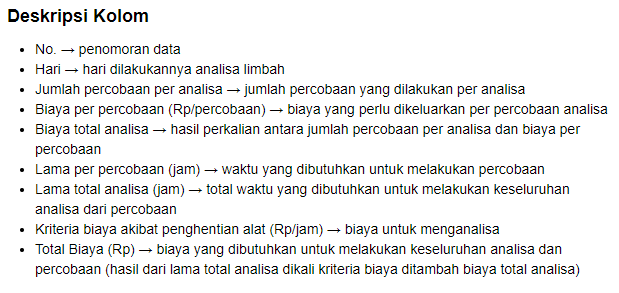 Deskripsi Kolom
• No. → penomoran data
• Hari → hari dilakukannya analisa limbah
• Jumlah percobaan per analisa → jumlah percobaan yang dilakukan per analisa
• Biaya per percobaan (Rp/percobaan) → biaya yang perlu dikeluarkan per percobaan analisa
• Biaya total analisa → hasil perkalian antara jumlah percobaan per analisa dan biaya per
percobaan
• Lama per percobaan (jam) → waktu yang dibutuhkan untuk melakukan percobaan
• Lama total analisa (jam) → total waktu yang dibutuhkan untuk melakukan keseluruhan
analisa dari percobaan
• Kriteria biaya akibat penghentian alat (Rp/jam) → biaya untuk menganalisa
• Total Biaya (Rp) → biaya yang dibutuhkan untuk melakukan keseluruhan analisa dan
percobaan (hasil dari lama total analisa dikali kriteria biaya ditambah biaya total analisa)